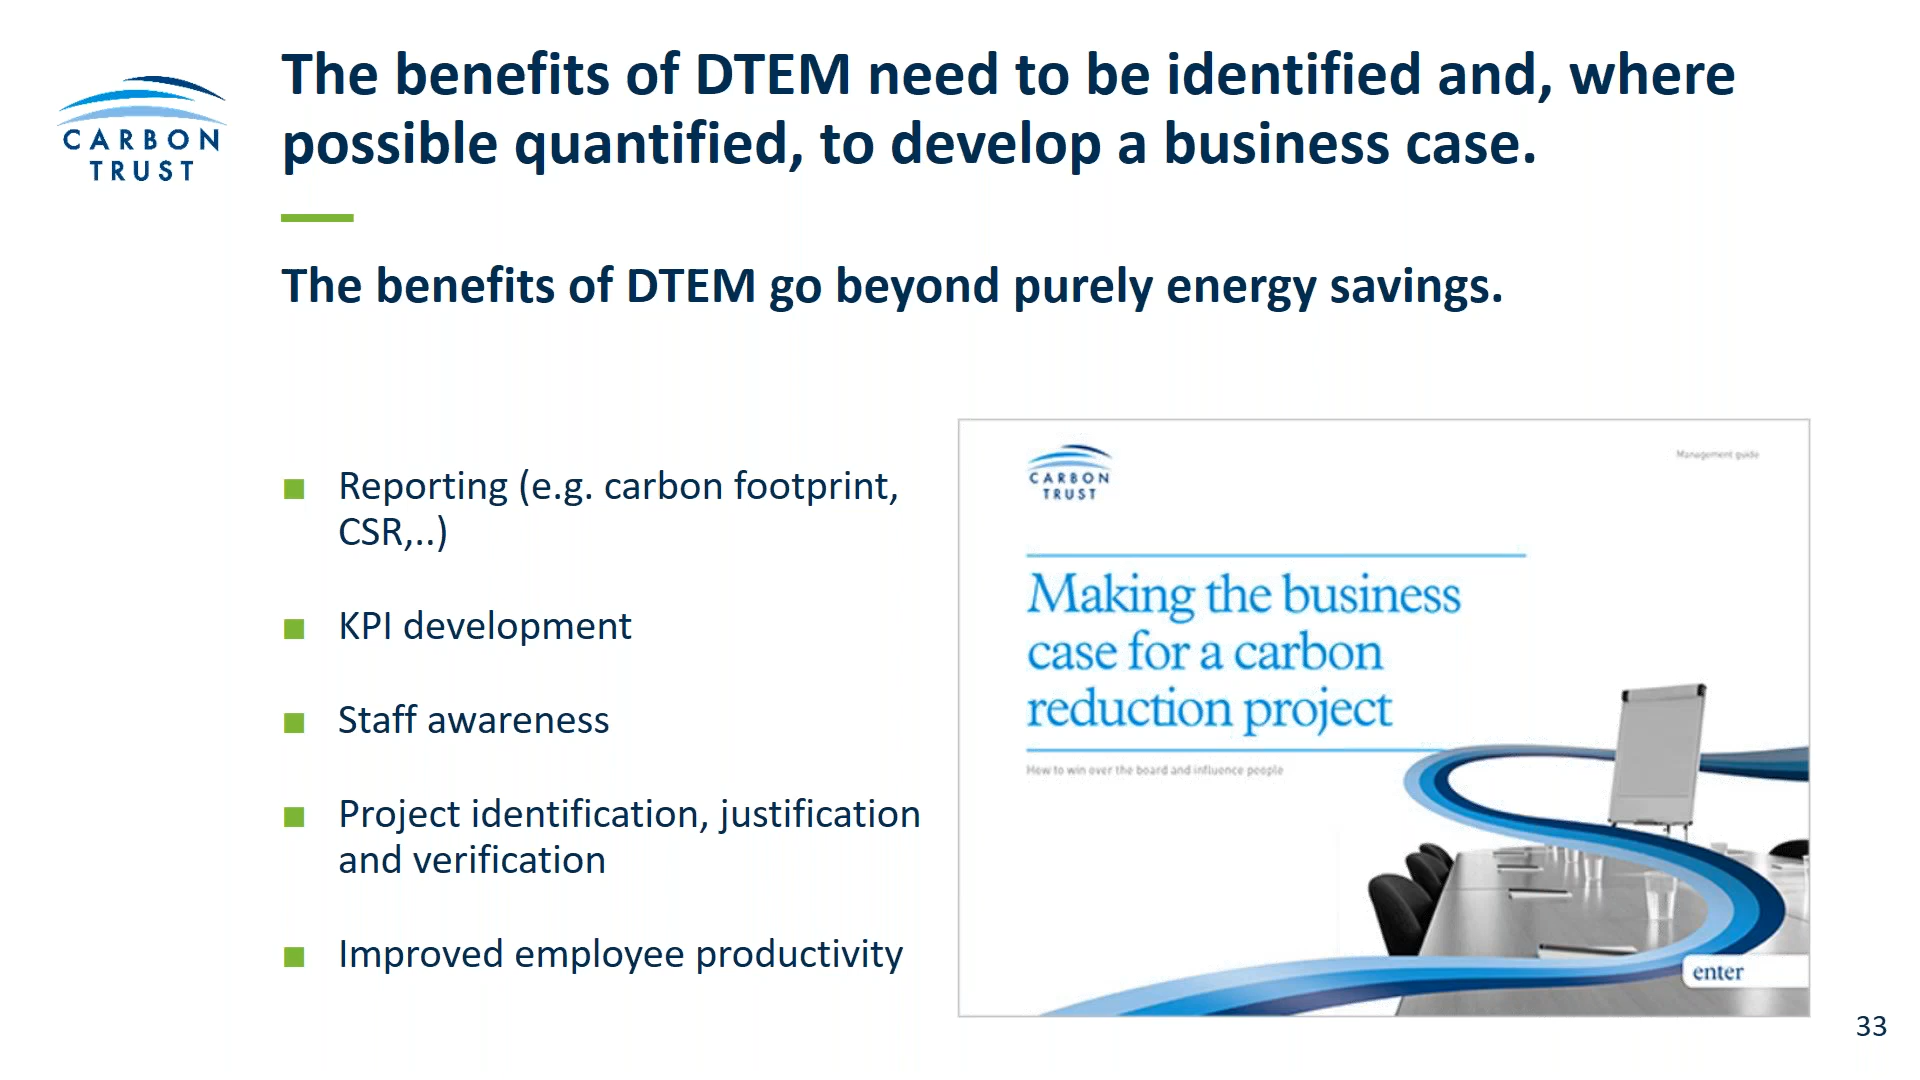 CARBON
TRUST
The benefits of DTEM need to be identified and, where
possible quantified, to develop a business case.
The benefits of DTEM go beyond purely energy savings.
Reporting (e.g. carbon footprint,
CSR,..)
KPI development
Staff awareness
Project identification, justification
and verification
Improved employee productivity
CARBON
TRUST
Management guide
Making the business
case for a carbon
reduction project
How to win over the board and influence people
enter
33